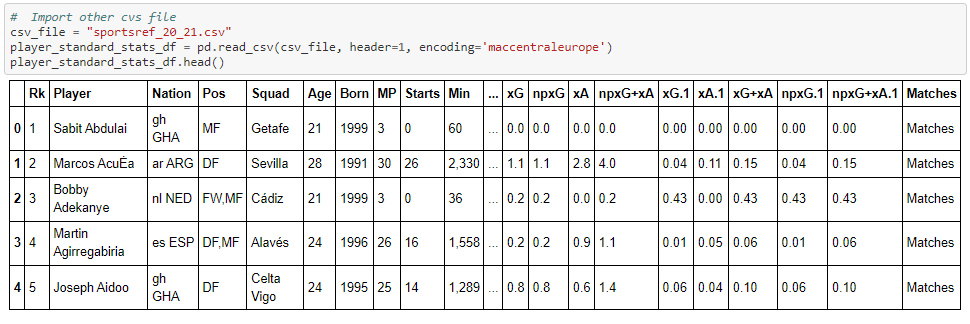 #  Import other cvs file
csv_file = "sportsref_20_21.csv"
player_standard_stats_df = pd.read_csv(csv_file, header=1, encoding='maccentraleurope')
player_standard_stats_df.head()
Rk Player Nation Pos Squad Age Born MP Starts Min ... xG npxG xA npxG+xA xG.1 xA.1 xG+xA npxG.1 npxG+xA.1 Matches
0 1 Sabit Abdulai gh GHA MF Getafe 21 1999 3 0 60 ... 0.0 0.0 0.0 0.0 0.00 0.00 0.00 0.00 0.00 Matches
1 2 Marcos AcuĖa ar ARG DF Sevilla 28 1991 30 26 2,330 ... 1.1 1.1 2.8 4.0 0.04 0.11 0.15 0.04 0.15 Matches
2 3 Bobby Adekanye nl NED FW,MF Cádiz 21 1999 3 0 36 ... 0.2 0.2 0.0 0.2 0.43 0.00 0.43 0.43 0.43 Matches
3 4 Martin Agirregabiria es ESP DF,MF Alavés 24 1996 26 16 1,558 ... 0.2 0.2 0.9 1.1 0.01 0.05 0.06 0.01 0.06 Matches
4 5 Joseph Aidoo gh GHA DF Celta Vigo 24 1995 25 14 1,289 ... 0.8 0.8 0.6 1.4 0.06 0.04 0.10 0.06 0.10 Matches